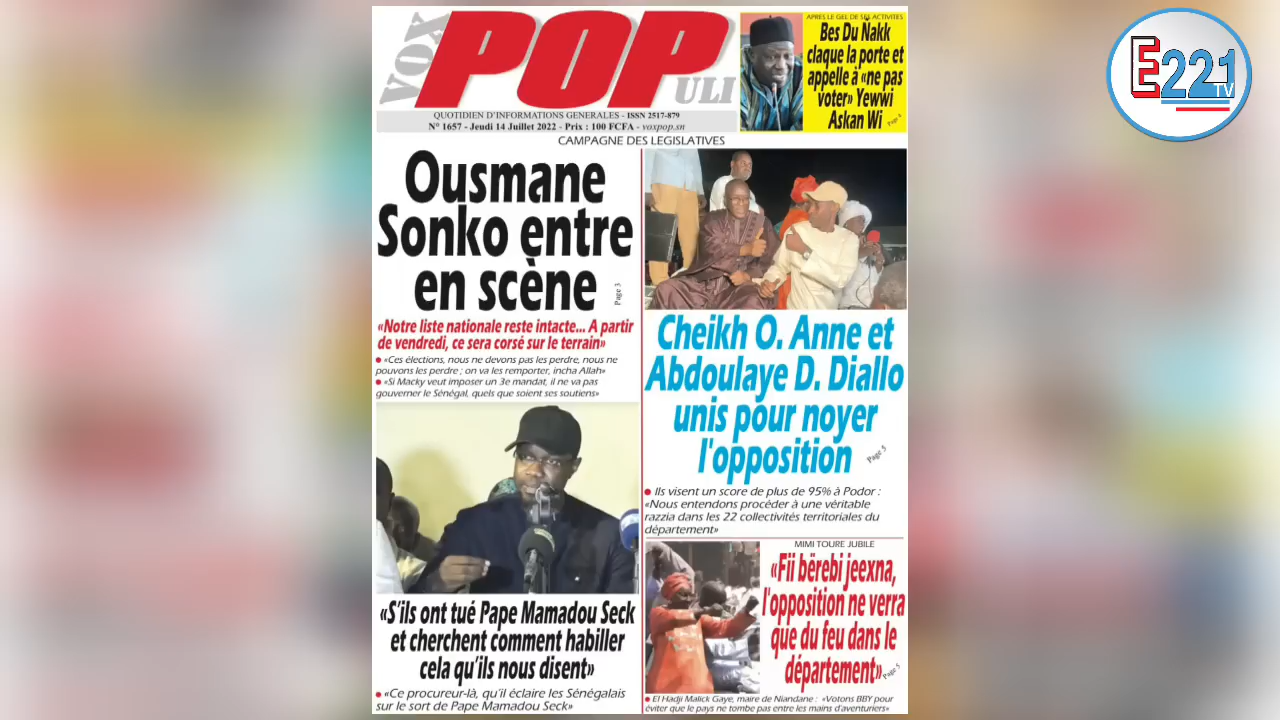 VOX POPULI
QUOTIDIEN D'INFORMATIONS GENERALES - ISSN 2517-879
N° 1657 - Jeudi 14 Juillet 2022 - Prix : 100 FCFA - voxpop.sn
APRES LE GEL DE SES ACTIVITES
Bes Du Ñakk
claque la porte et
appelle à «ne pas
voter» Yewwi
Askan Wi
Page 4
E221
TV
CAMPAGNE DES LEGISLATIVES
Ousmane
Sonko entre
en scène
Page 3
«Notre liste nationale reste intacte... A partir
de vendredi, ce sera corsé sur le terrain»
«Ces élections, nous ne devons pas les perdre, nous ne
pouvons les perdre ; on va les remporter, incha Allah»
«Si Macky veut imposer un 3e mandat, il ne va pas
gouverner le Sénégal, quels que soient ses soutiens»
«S'ils ont tué Pape Mamadou Seck
et cherchent comment habiller
cela qu'ils nous disent»
«Ce procureur-là, qu'il éclaire les Sénégalais
sur le sort de Pape Mamadou Seck»
Cheikh O. Anne et
Abdoulaye D. Diallo
unis pour noyer
l'opposition
Page 5
Ils visent un score de plus de 95% à Podor :
«Nous entendons procéder à une véritable
razzia dans les 22 collectivités territoriales du
département»
MIMI TOURE JUBILE
«Fii bërebi jeexna,
l'opposition ne verra
que du feu dans le
département»
Page 5
El Hadji Malick Gaye, maire de Niandane : «Votons BBY pour
éviter que le pays ne tombe pas entre les mains d'aventuriers»